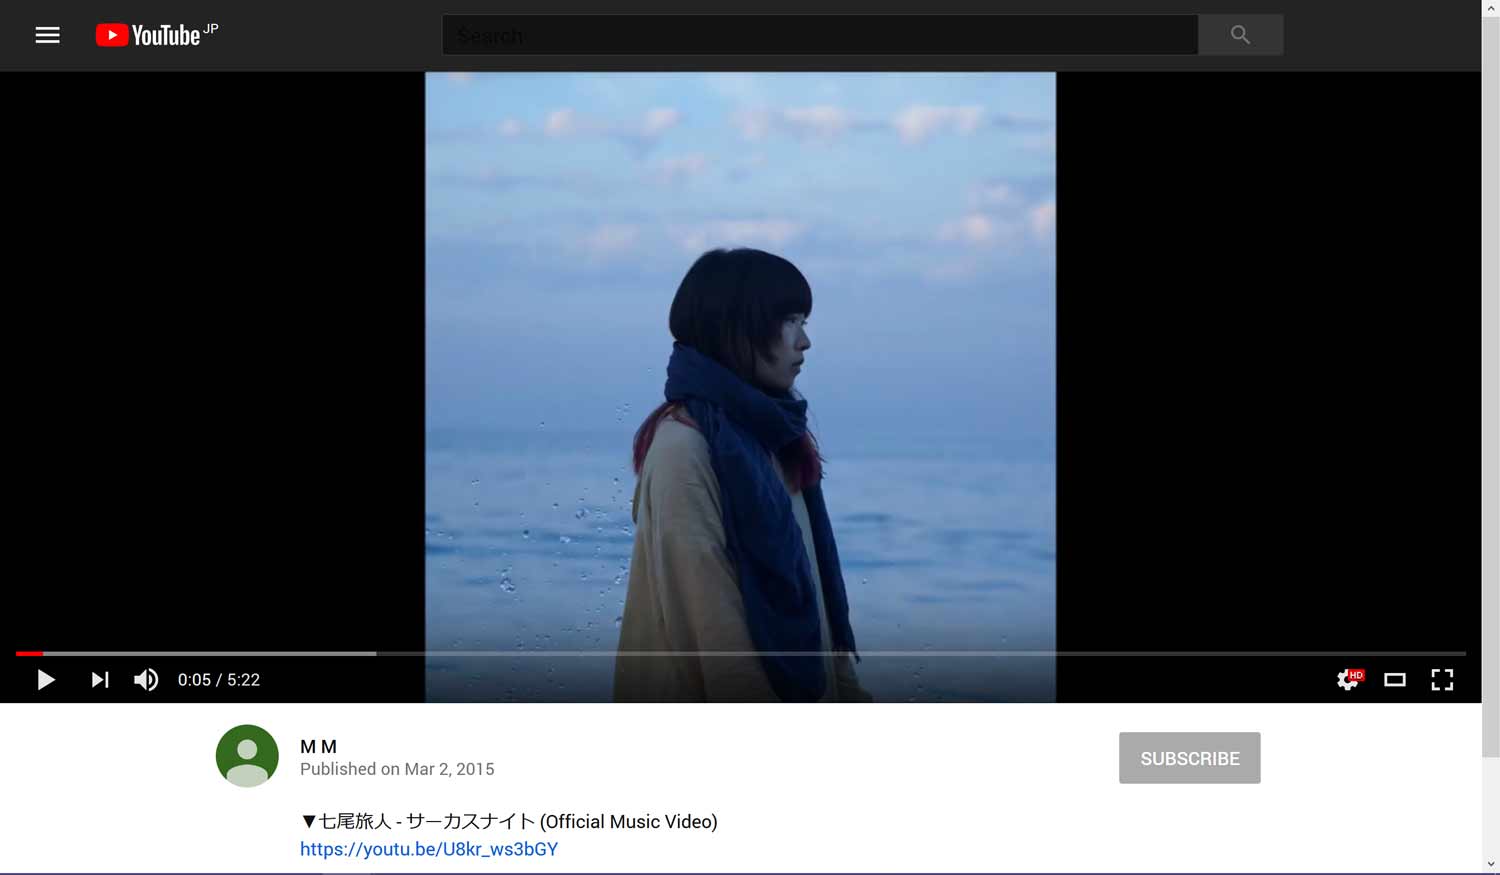 YouTube JP
Search
HD
0:05 / 5:22
M M
Published on Mar 2, 2015
SUBSCRIBE
▼七尾旅人 - サーカスナイト (Official Music Video)
https://youtu.be/U8kr_ws3bGY